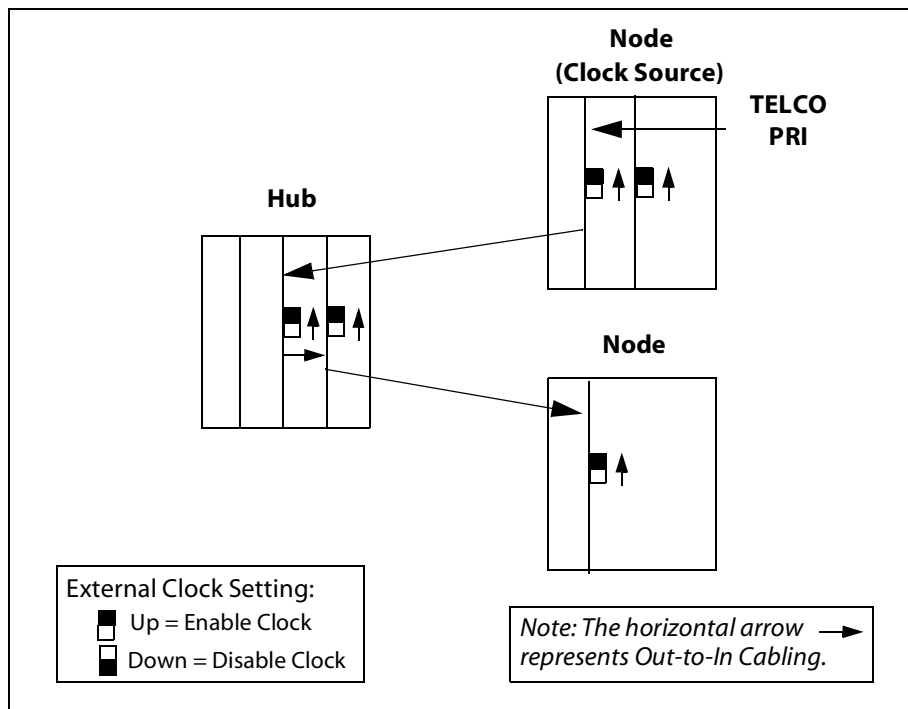 Node
(Clock Source)
TELCO
PRI
Hub
Node
External Clock Setting:
Up = Enable Clock
Down = Disable Clock
Note: The horizontal arrow
represents Out-to-In Cabling.